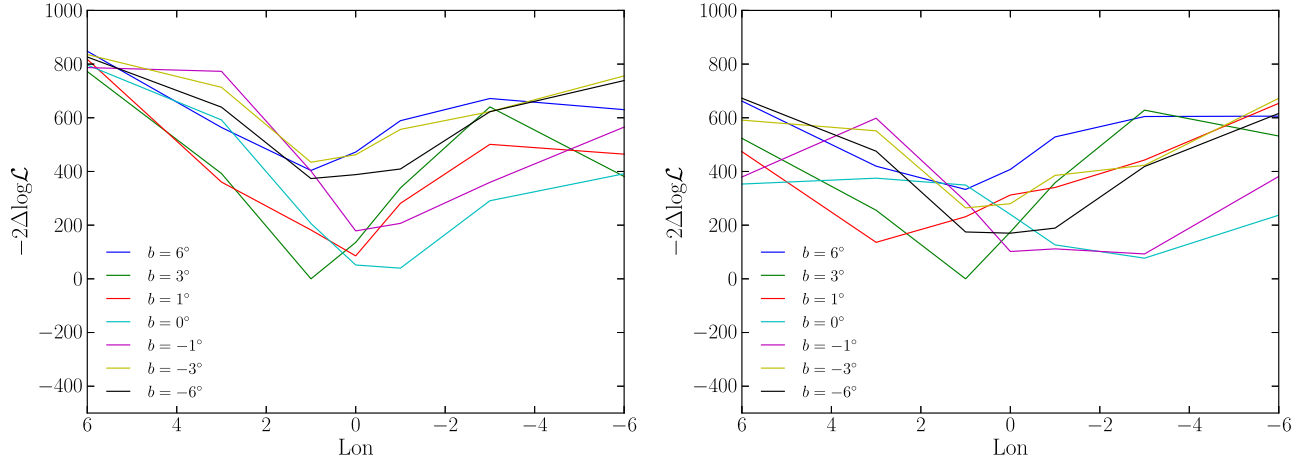 1000
800
600
400
200
0
−200
−400
−2ΔlogℒL
6 4 2 0 −2 −4 −6
Lon
b = 6°
b = 3°
b = 1°
b = 0°
b = −1°
b = −3°
b = −6°
1000
800
600
400
200
0
−200
−400
−2Δlogℒ
6 4 2 0 −2 −4 −6
Lon
b = 6°
b = 3°
b = 1°
b = 0°
b = −1°
b = −3°
b = −6°